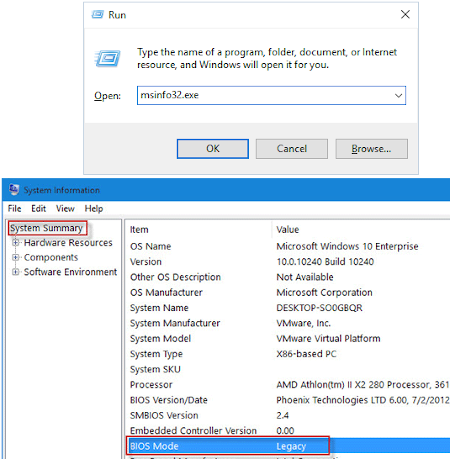 Run
Type the name of a program, folder, document, or Internet
resource, and Windows will open it for you.
Open: msinfo32.exe
OK Cancel Browse...
System Information
File Edit View Help
System Summary
Hardware Resources
Components
Software Environment
Item Value
OS Name Microsoft Windows 10 Enterprise
Version 10.0.10240 Build 10240
Other OS Description Not Available
OS Manufacturer Microsoft Corporation
System Name DESKTOP-SO0GBQR
System Manufacturer VMware, Inc.
System Model VMware Virtual Platform
System Type X86-based PC
System SKU
Processor AMD Athlon(tm) II X2 280 Processor, 361
BIOS Version/Date Phoenix Technologies LTD 6.00, 7/2/2012
SMBIOS Version 2.4
Embedded Controller Version 0.00
BIOS Mode Legacy